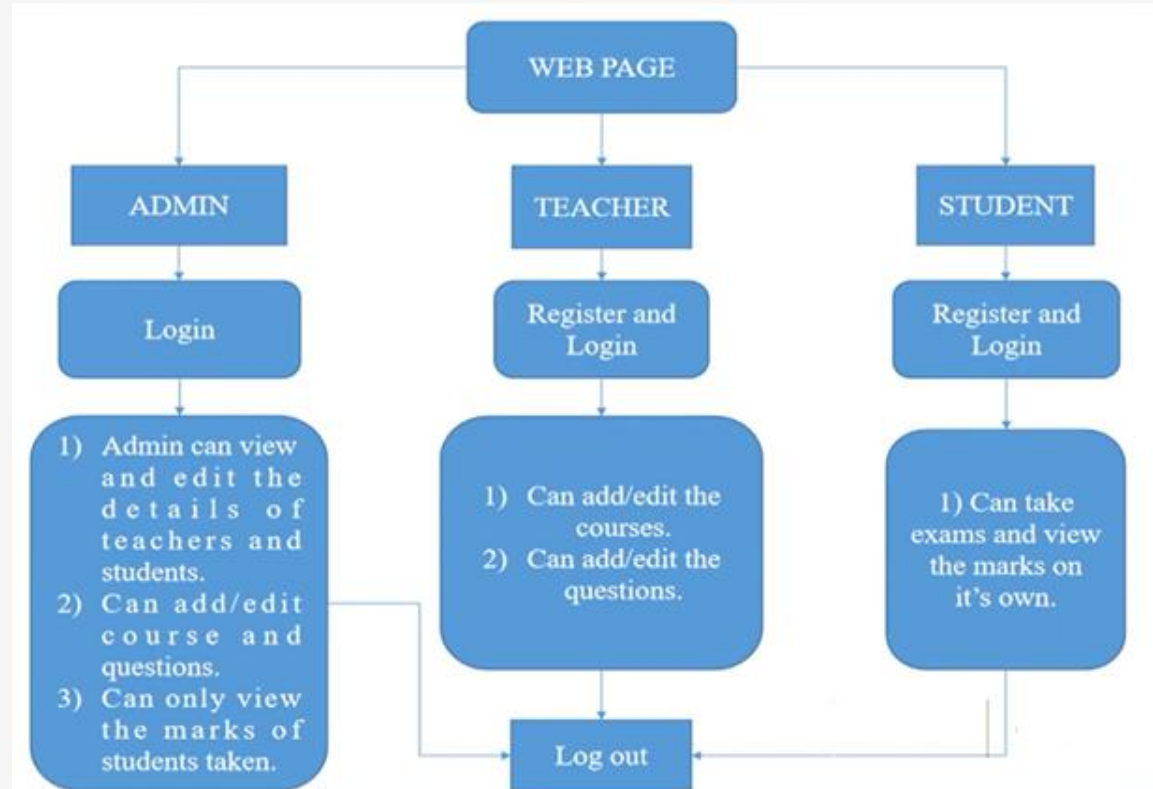 WEB PAGE
ADMIN
TEACHER
STUDENT
Login
Register and
Login
Register and
Login
1) Admin can view
and edit the
details of
teachers and
students.
2) Can add/edit
course and
questions.
3) Can only view
the marks of
students taken.
1) Can add/edit the
courses.
2) Can add/edit the
questions.
1) Can take
exams and view
the marks on
it’s own.
Log out